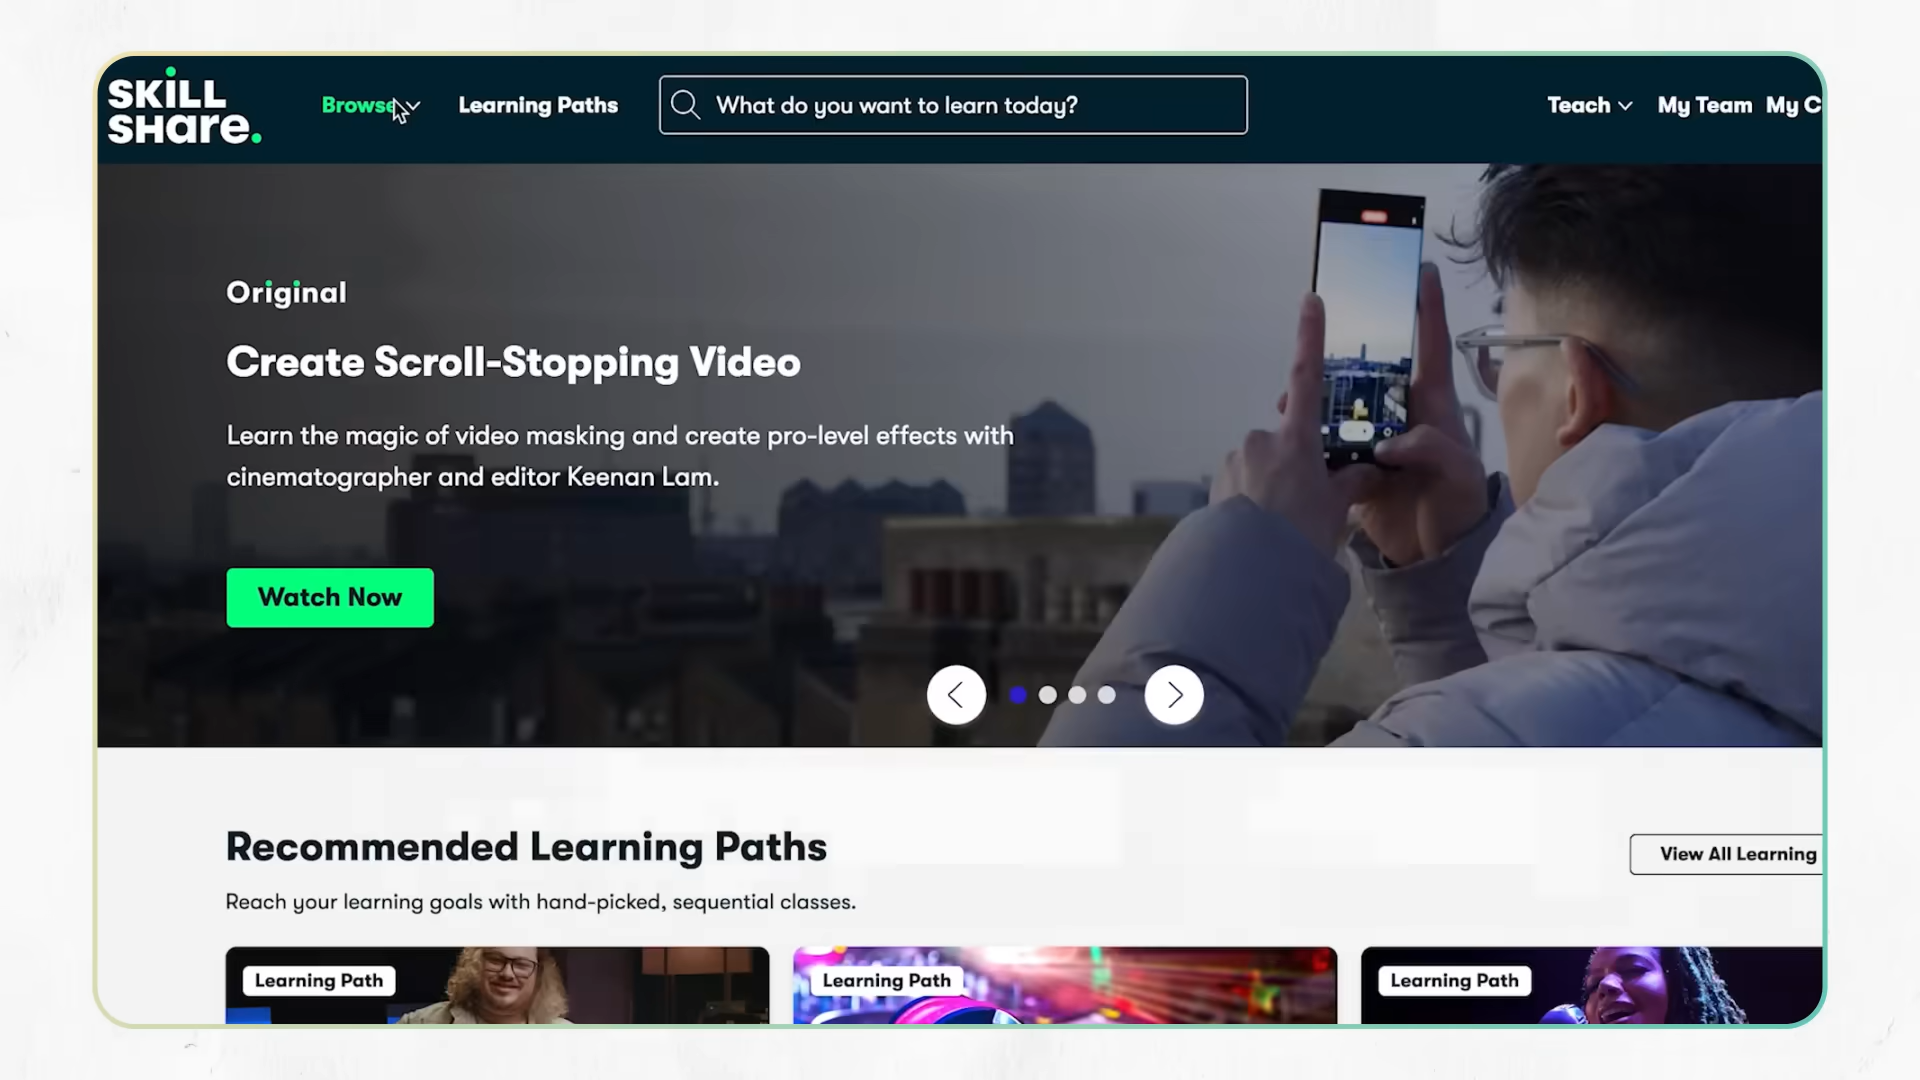 SKiLL
SHare.
Browse
Learning Paths
What do you want to learn today?
Teach
My Team
My C
Original
Create Scroll-Stopping Video
Learn the magic of video masking and create pro-level effects with
cinematographer and editor Keenan Lam.
Watch Now
Recommended Learning Paths
View All Learning
Reach your learning goals with hand-picked, sequential classes.
Learning Path
Learning Path
Learning Path